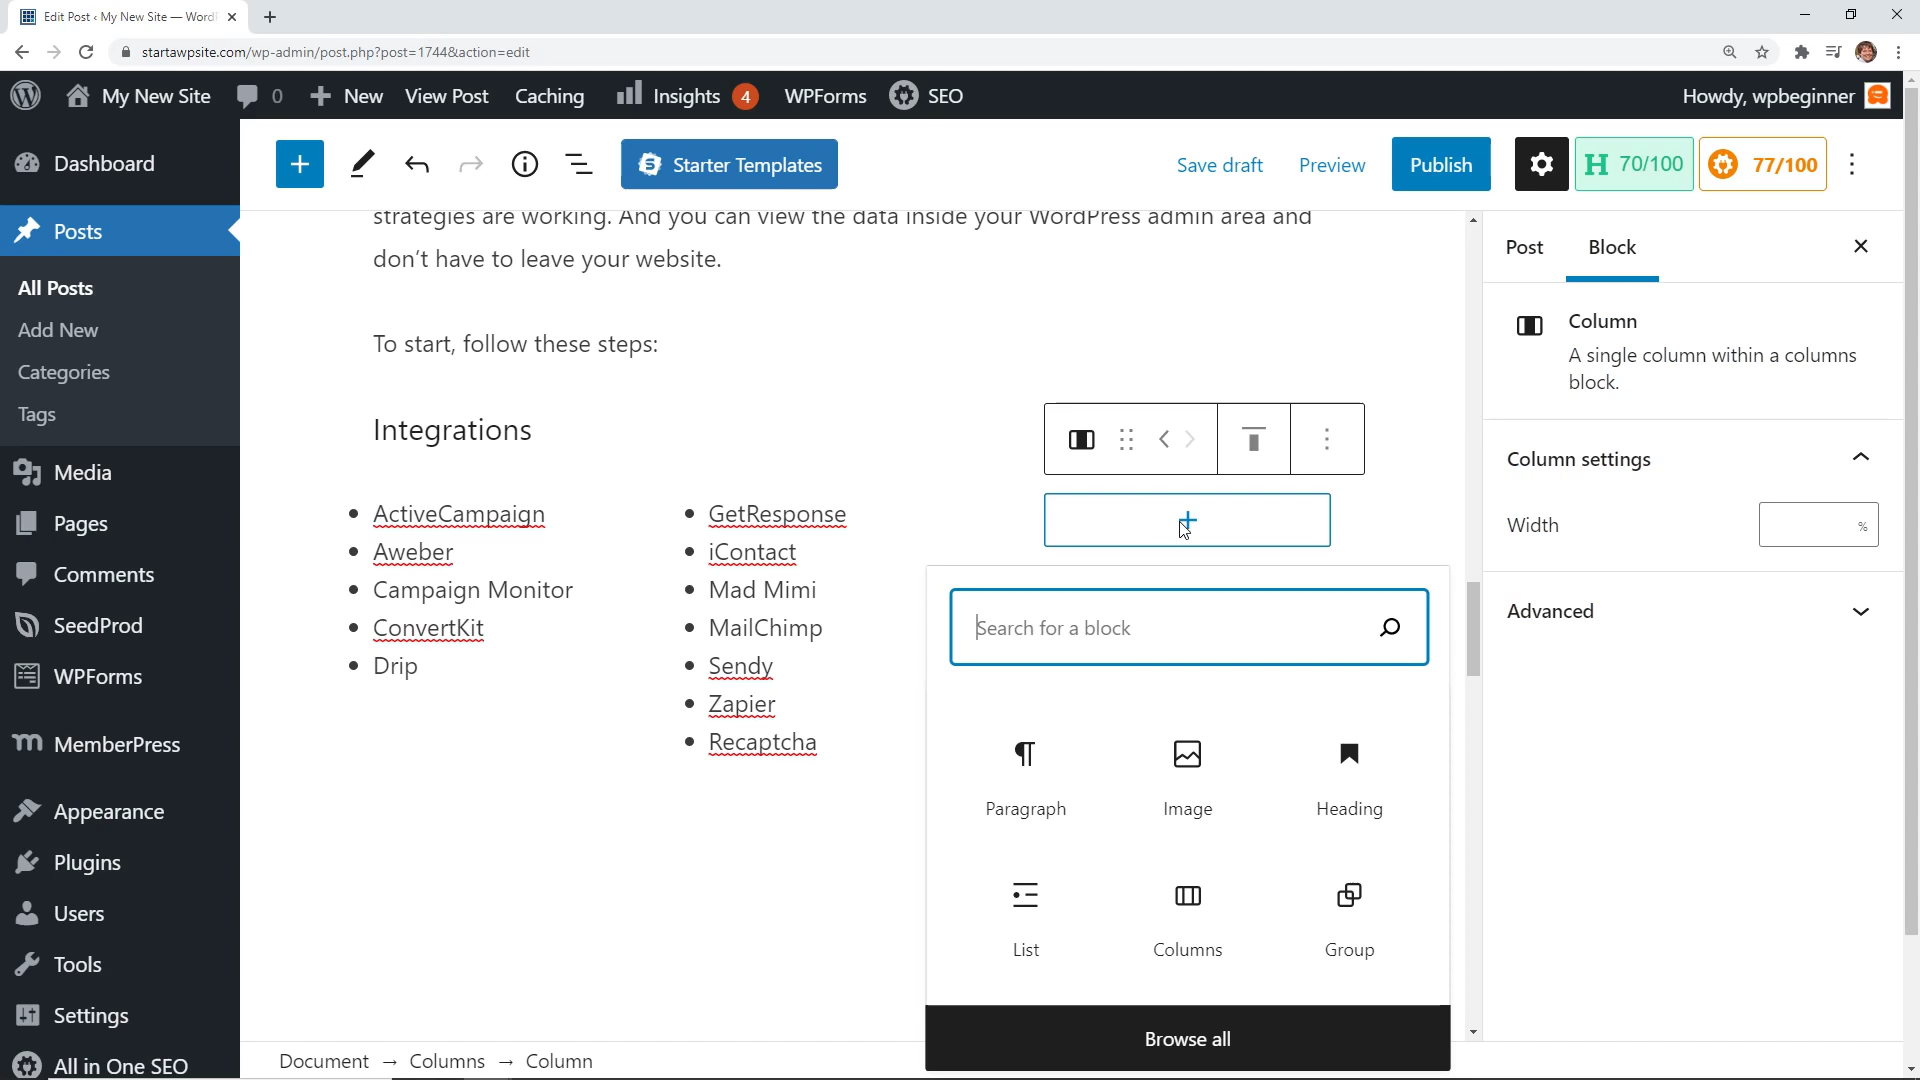 Edit Post ‹ My New Site — Word
startawpsite.com/wp-admin/post.php?post=1744&action=edit
My New Site 0 New View Post Caching Insights 4 WPForms SEO Howdy, wpbeginner
Dashboard
Posts
All Posts
Add New
Categories
Tags
Media
Pages
Comments
SeedProd
WPForms
MemberPress
Appearance
Plugins
Users
Tools
Settings
All in One SEO
Starter Templates Save draft Preview Publish H 70/100 77/100
strategies are working. And you can view the data inside your WordPress admin area and
don't have to leave your website.
To start, follow these steps:
Integrations
ActiveCampaign
Aweber
Campaign Monitor
ConvertKit
Drip
GetResponse
iContact
Mad Mimi
MailChimp
Sendy
Zapier
Recaptcha
Search for a block
Paragraph Image Heading
List Columns Group
Browse all
Document → Columns → Column
Post Block
Column
A single column within a columns
block.
Column settings
Width %
Advanced